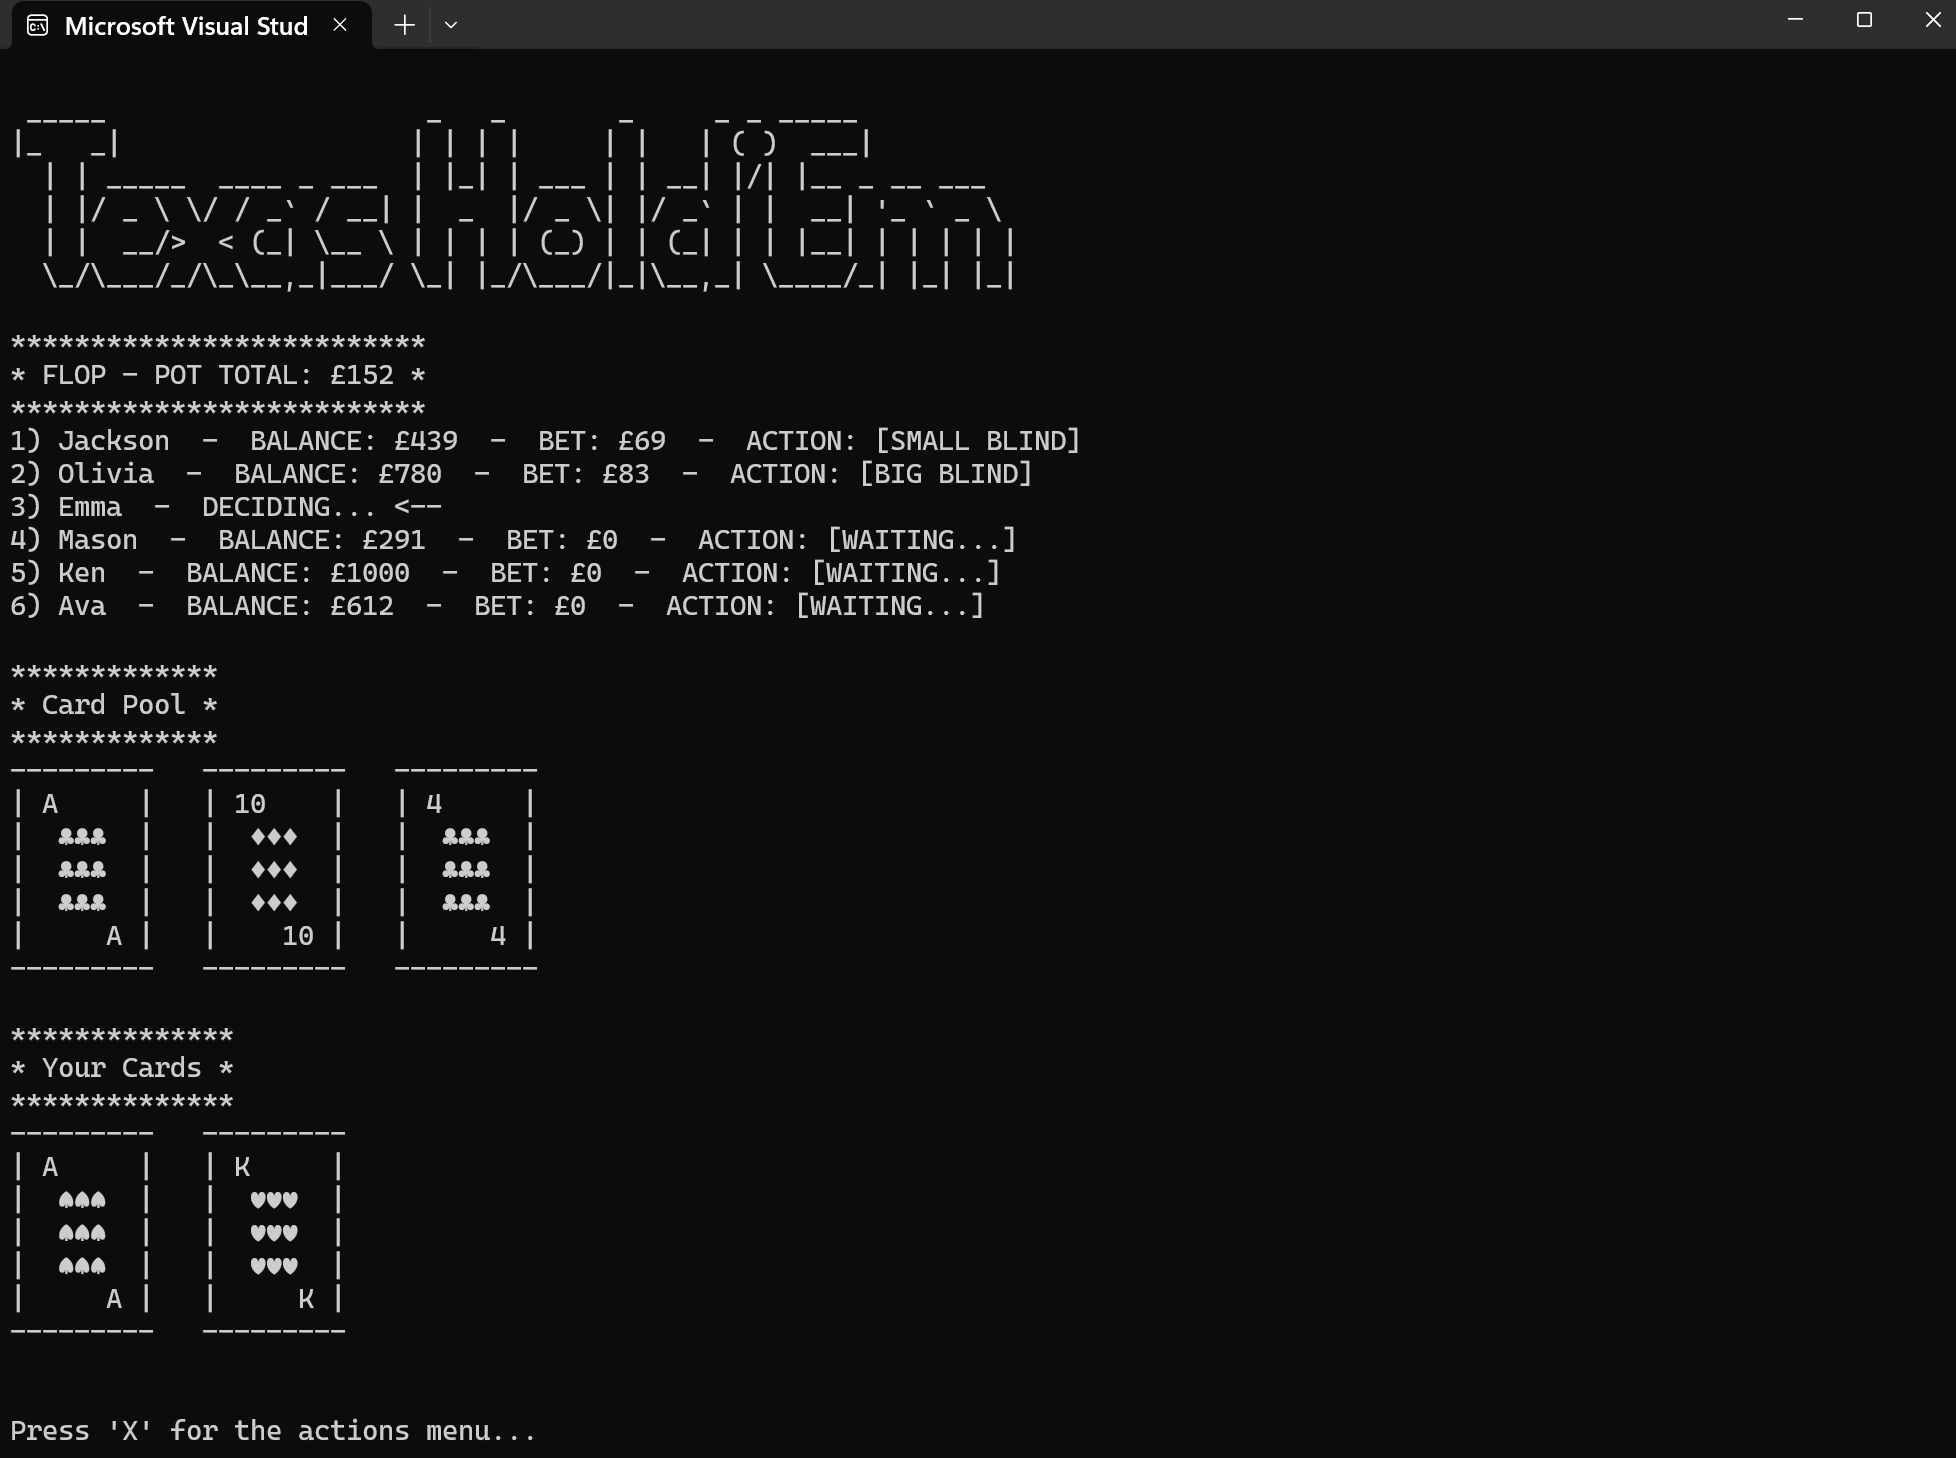 Microsoft Visual Stud
Texas Hold'Em
***************************
* FLOP - POT TOTAL: £152 *
***************************
1) Jackson  -  BALANCE: £439  -  BET: £69  -  ACTION: [SMALL BLIND]
2) Olivia  -  BALANCE: £780  -  BET: £83  -  ACTION: [BIG BLIND]
3) Emma  -  DECIDING... <--
4) Mason  -  BALANCE: £291  -  BET: £0  -  ACTION: [WAITING...]
5) Ken  -  BALANCE: £1000  -  BET: £0  -  ACTION: [WAITING...]
6) Ava  -  BALANCE: £612  -  BET: £0  -  ACTION: [WAITING...]
*************
* Card Pool *
*************
---------   ---------   ---------
| A     |   | 10    |   | 4     |
|  ♣♣♣  |   |  ♦♦♦  |   |  ♣♣♣  |
|  ♣♣♣  |   |  ♦♦♦  |   |  ♣♣♣  |
|  ♣♣♣  |   |  ♦♦♦  |   |  ♣♣♣  |
|     A |   |    10 |   |     4 |
---------   ---------   ---------
**************
* Your Cards *
**************
---------   ---------
| A     |   | K     |
|  ♠♠♠  |   |  ♥♥♥  |
|  ♠♠♠  |   |  ♥♥♥  |
|  ♠♠♠  |   |  ♥♥♥  |
|     A |   |     K |
---------   ---------
Press 'X' for the actions menu...